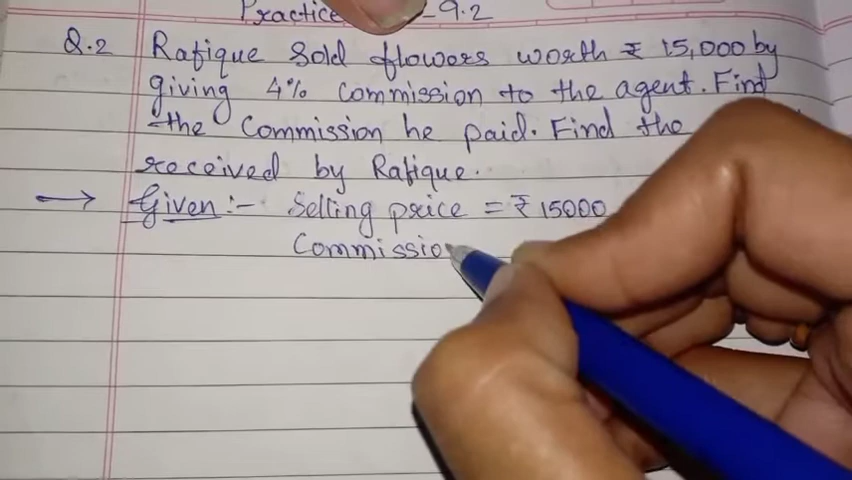 Practice -9.2
Q.2 Rafique Sold flowers worth ₹ 15,000 by
giving 4% commission to the agent. Find
the Commission he paid. Find the
received by Rafique.
→ Given :- Selling price = ₹ 15000
Commissio